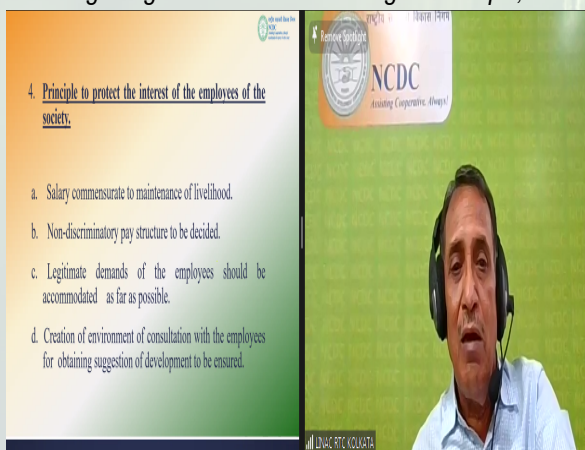 4. Principle to protect the interest of the employees of the
society.
a. Salary commensurate to maintenance of livelihood.
b. Non-discriminatory pay structure to be decided.
c. Legitimate demands of the employees should be
accommodated as far as possible.
d. Creation of environment of consultation with the employees
for obtaining suggestion of development to be ensured.
NCDC
Remove Spotlight
राष्ट्रीय विकास निगम
NCDC
Assisting Cooperatives. Always!
LINAC RTC KOLKATA